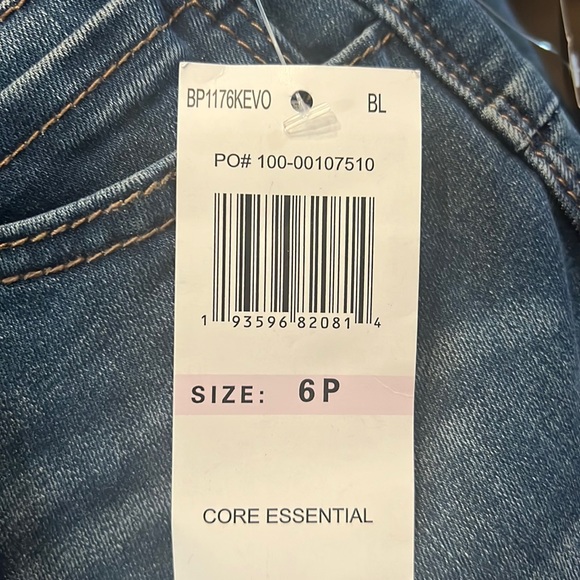 BP1176KEVO BL
PO# 100-00107510
1 93596 82081 4
SIZE: 6P
CORE ESSENTIAL